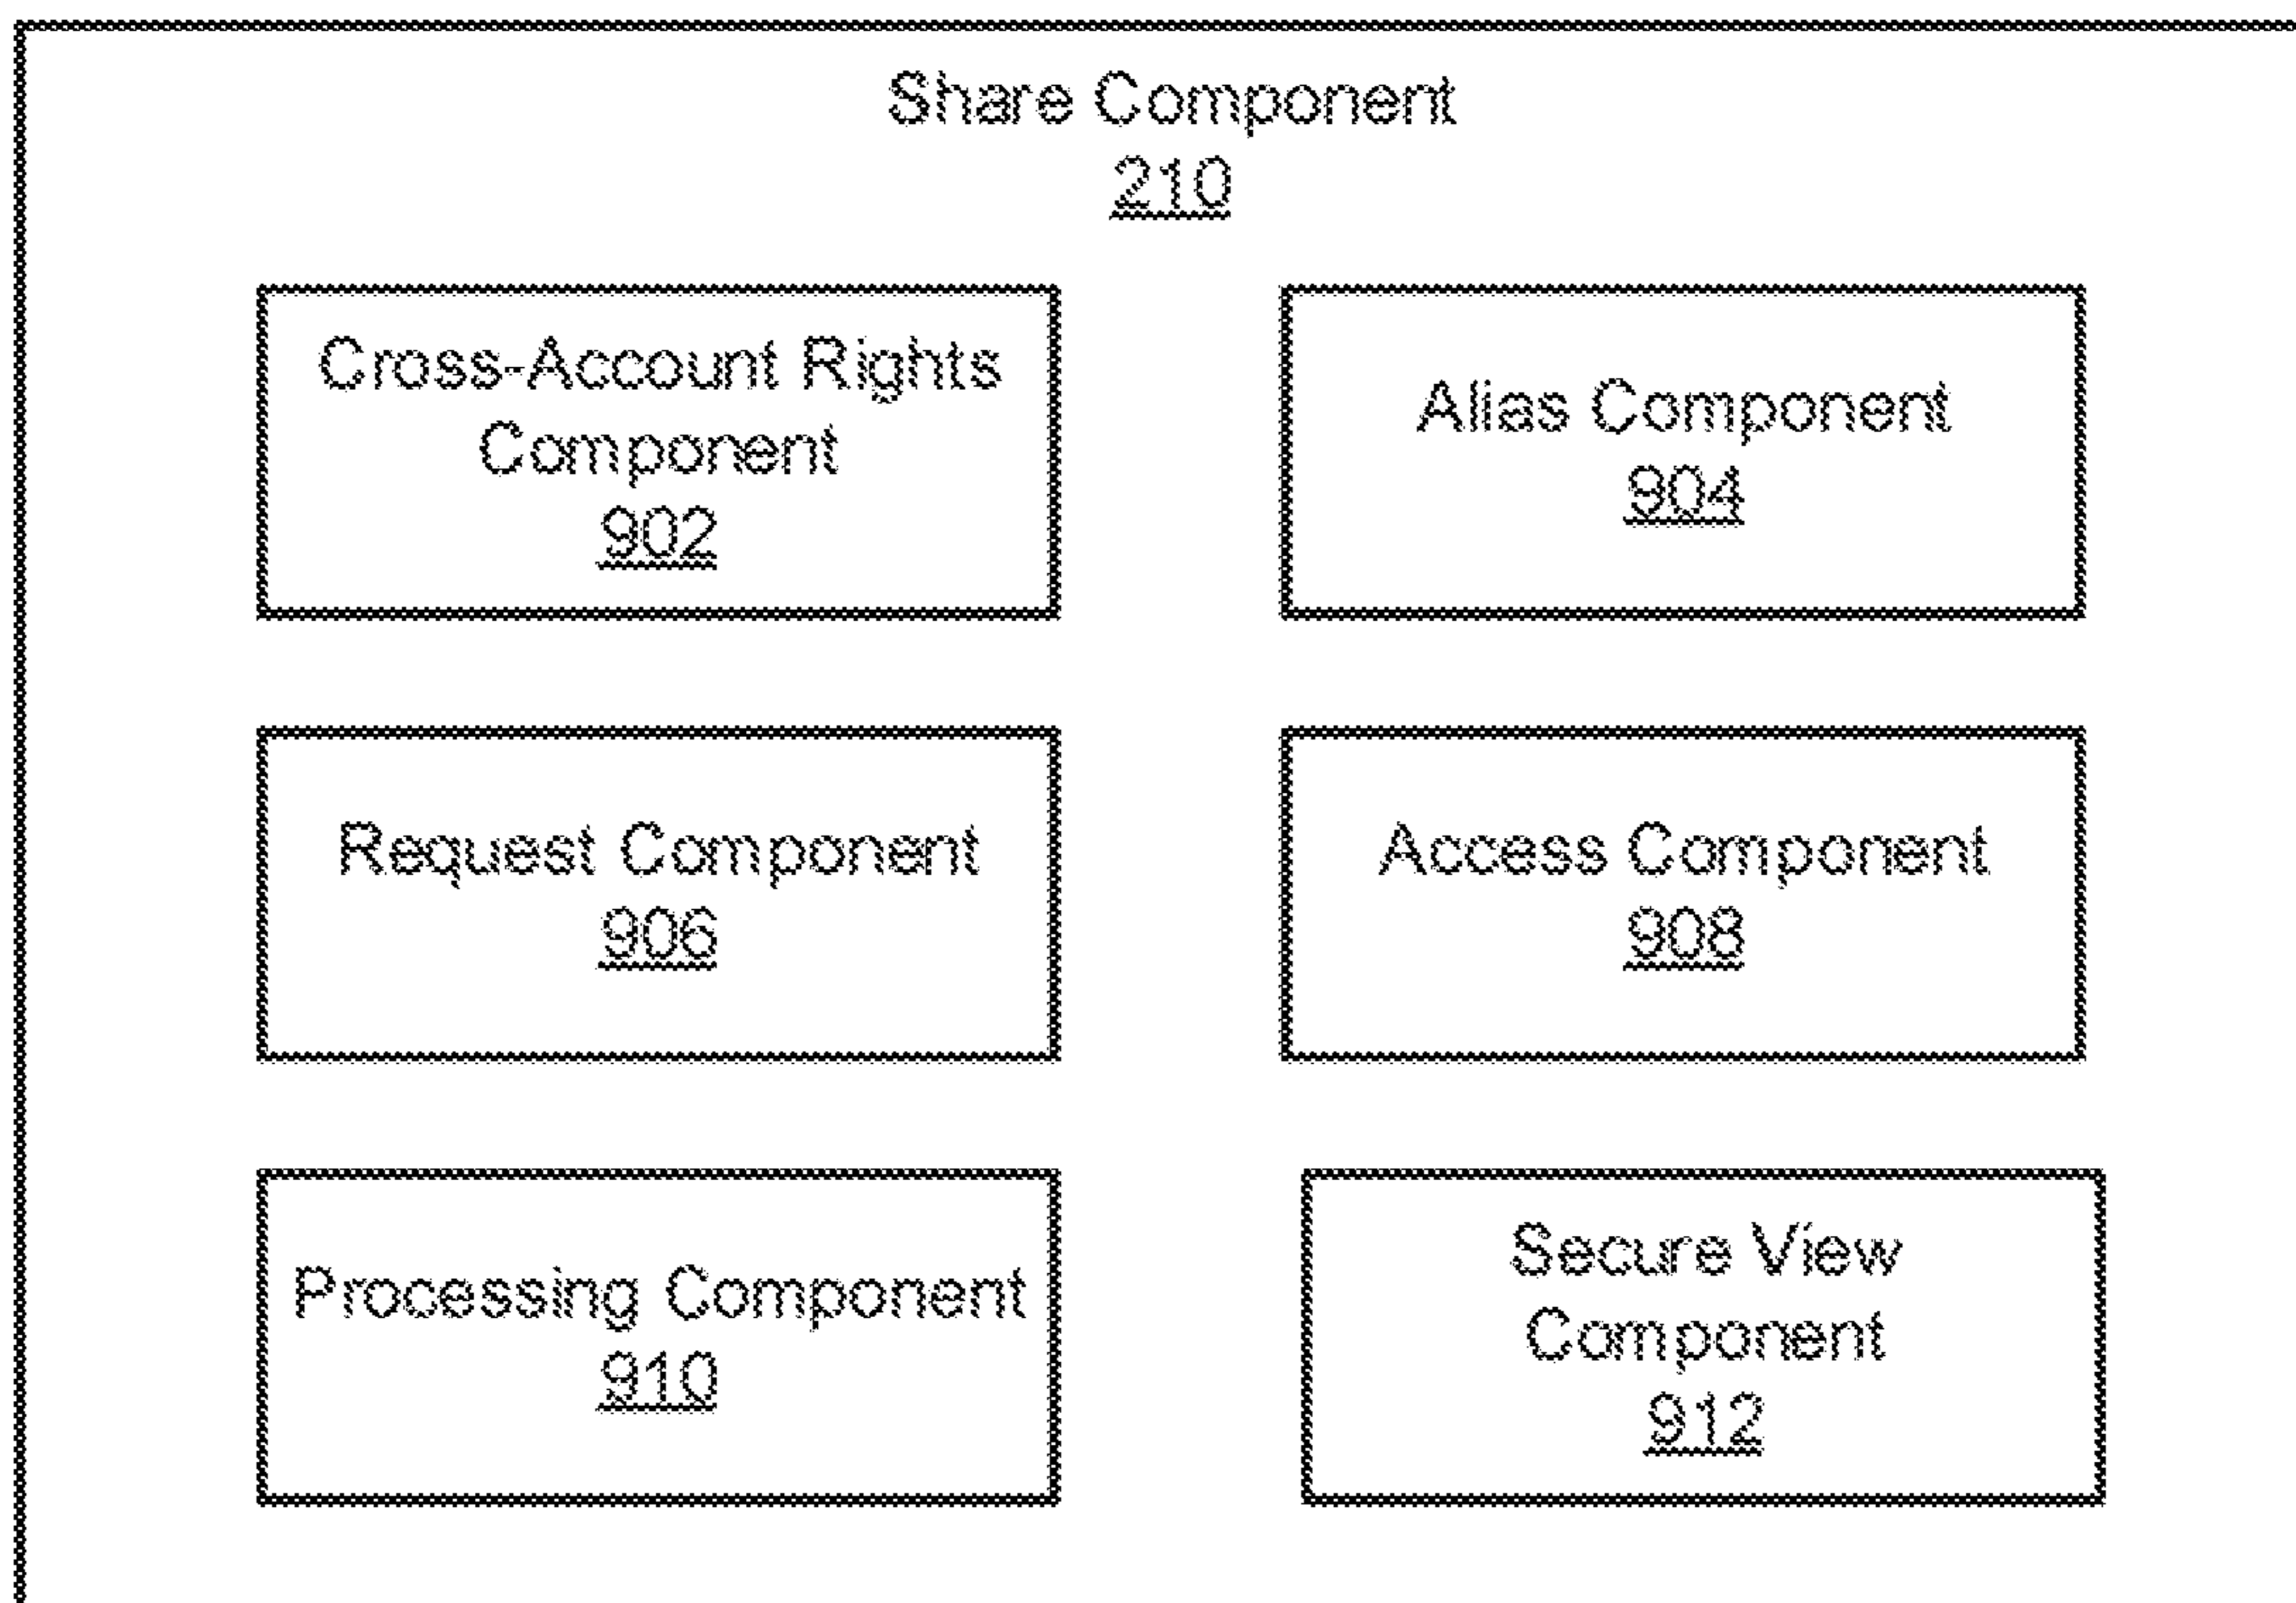 Share Component
210
Cross-Account Rights
Component
902
Alias Component
904
Request Component
906
Access Component
908
Processing Component
910
Secure View
Component
912